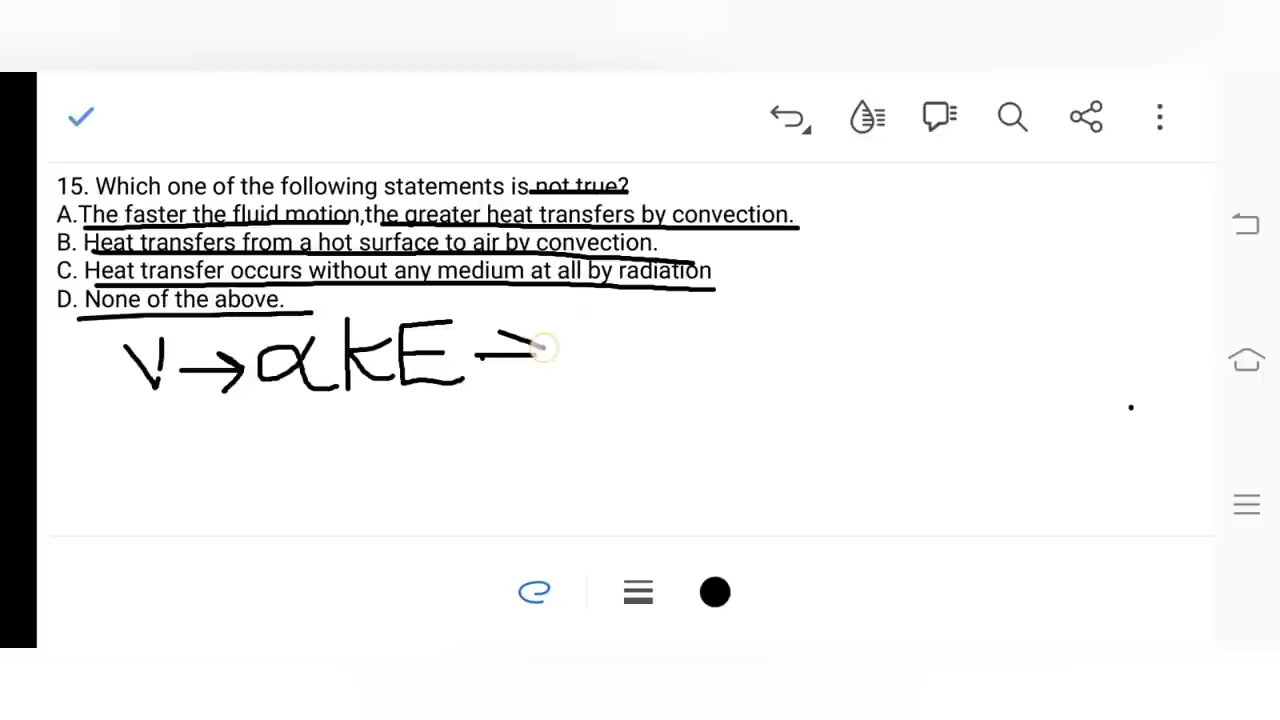 15. Which one of the following statements is not true?
A.The faster the fluid motion,the greater heat transfers by convection.
B. Heat transfers from a hot surface to air by convection.
C. Heat transfer occurs without any medium at all by radiation
D. None of the above.
V → α KE